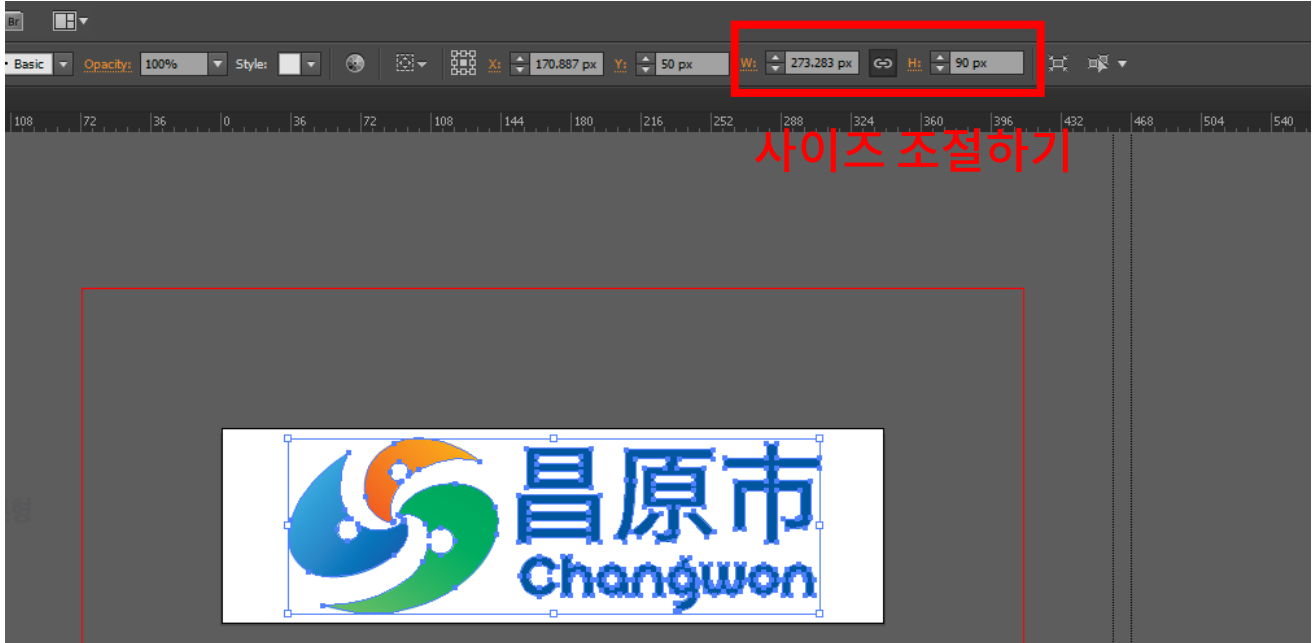 Br
Basic Opacity: 100% Style: X: 170.887 px Y: 50 px W: 273.283 px H: 90 px
108 72 36 0 36 72 108 144 180 216 252 288 324 360 396 432 468 504 540
사이즈 조절하기
昌原市
Changwon